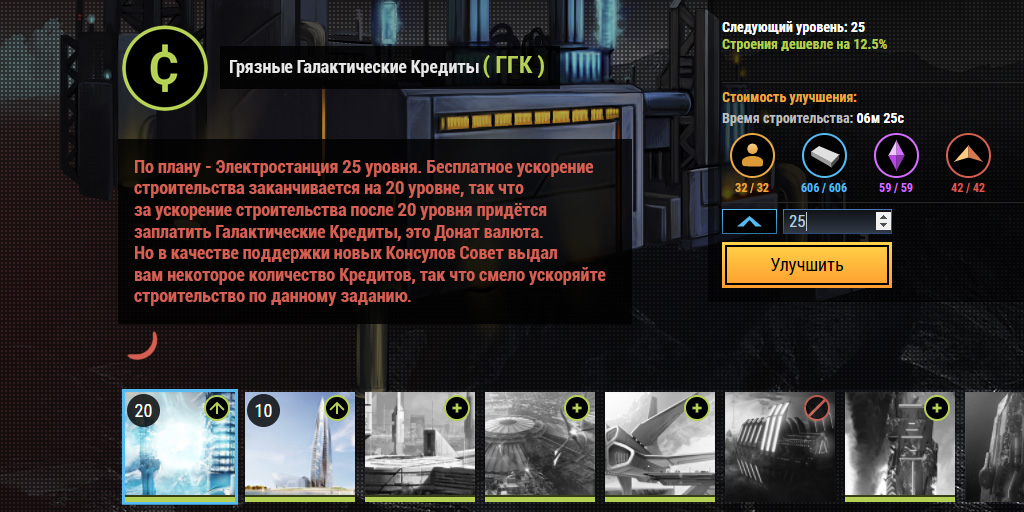 Грязные Галактические Кредиты ( ГГК )
По плану - Электростанция 25 уровня. Бесплатное ускорение
строительства заканчивается на 20 уровне, так что
за ускорение строительства после 20 уровня придётся
заплатить Галактические Кредиты, это Донат валюта.
Но в качестве поддержки новых Консулов Совет выдал
вам некоторое количество Кредитов, так что смело ускоряйте
строительство по данному заданию.
Следующий уровень: 25
Строения дешевле на 12.5%
Стоимость улучшения:
Время строительства: 06м 25с
32 / 32 606 / 606 59 / 59 42 / 42
25
Улучшить
20 10